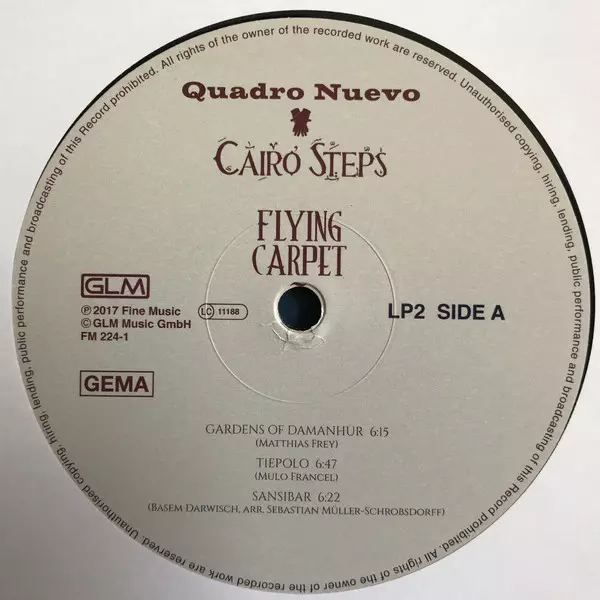 Quadro Nuevo
Cairo Steps
FLYING
CARPET
GLM
℗ 2017 Fine Music
© GLM Music GmbH
FM 224-1
LC 11188
GEMA
LP2 SIDE A
GARDENS OF DAMANHUR 6:15
(MATTHIAS FREY)
TIEPOLO 6:47
(MULO FRANCEL)
SANSIBAR 6:22
(BASEM DARWISCH, ARR. SEBASTIAN MÜLLER-SCHROBSDORFF)
All rights of the owner of the recorded work are reserved. Unauthorised copying, hiring, lending, public performance and broadcasting of this Record prohibited. All rights of the owner of the recorded work are reserved. Unauthorised copying, hiring, lending, public performance and broadcasting of this Record prohibited.